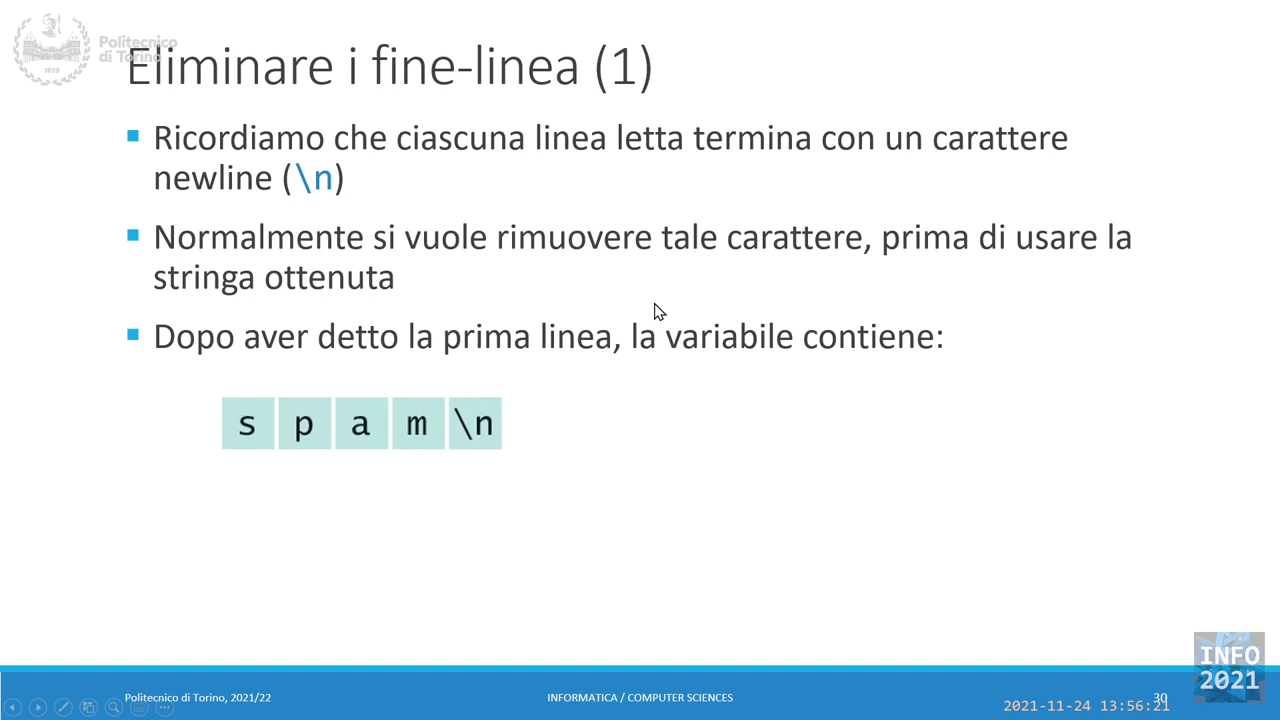 Politecnico
di Torino
1859
Eliminare i fine-linea (1)
Ricordiamo che ciascuna linea letta termina con un carattere
newline (\n)
Normalmente si vuole rimuovere tale carattere, prima di usare la
stringa ottenuta
Dopo aver detto la prima linea, la variabile contiene:
s p a m \n
INFO
2021
Politecnico di Torino, 2021/22
INFORMATICA / COMPUTER SCIENCES
30
2021-11-24 13:56:21